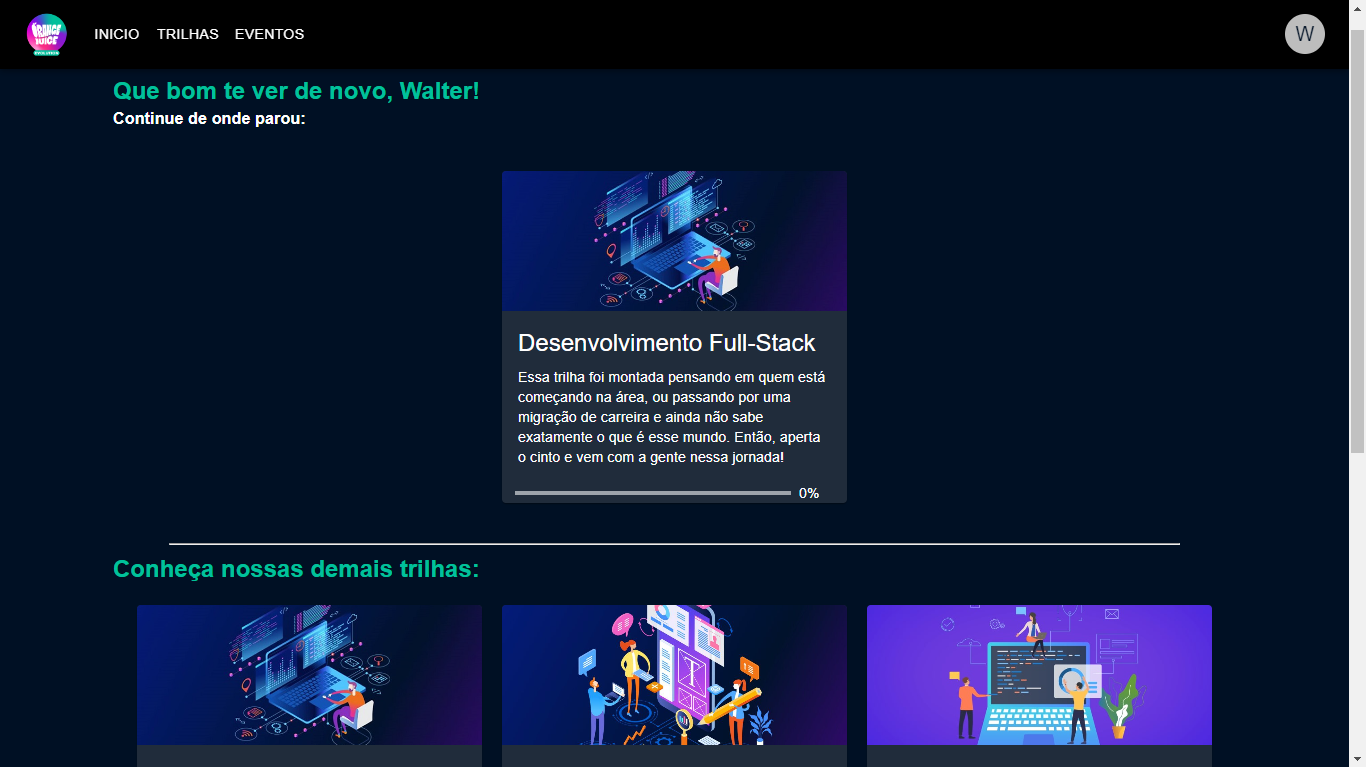 ORANGE JUICE
EVOLUTION
INICIO TRILHAS EVENTOS
W
Que bom te ver de novo, Walter!
Continue de onde parou:
Desenvolvimento Full-Stack
Essa trilha foi montada pensando em quem está
começando na área, ou passando por uma
migração de carreira e ainda não sabe
exatamente o que é esse mundo. Então, aperta
o cinto e vem com a gente nessa jornada!
0%
Conheça nossas demais trilhas:
T